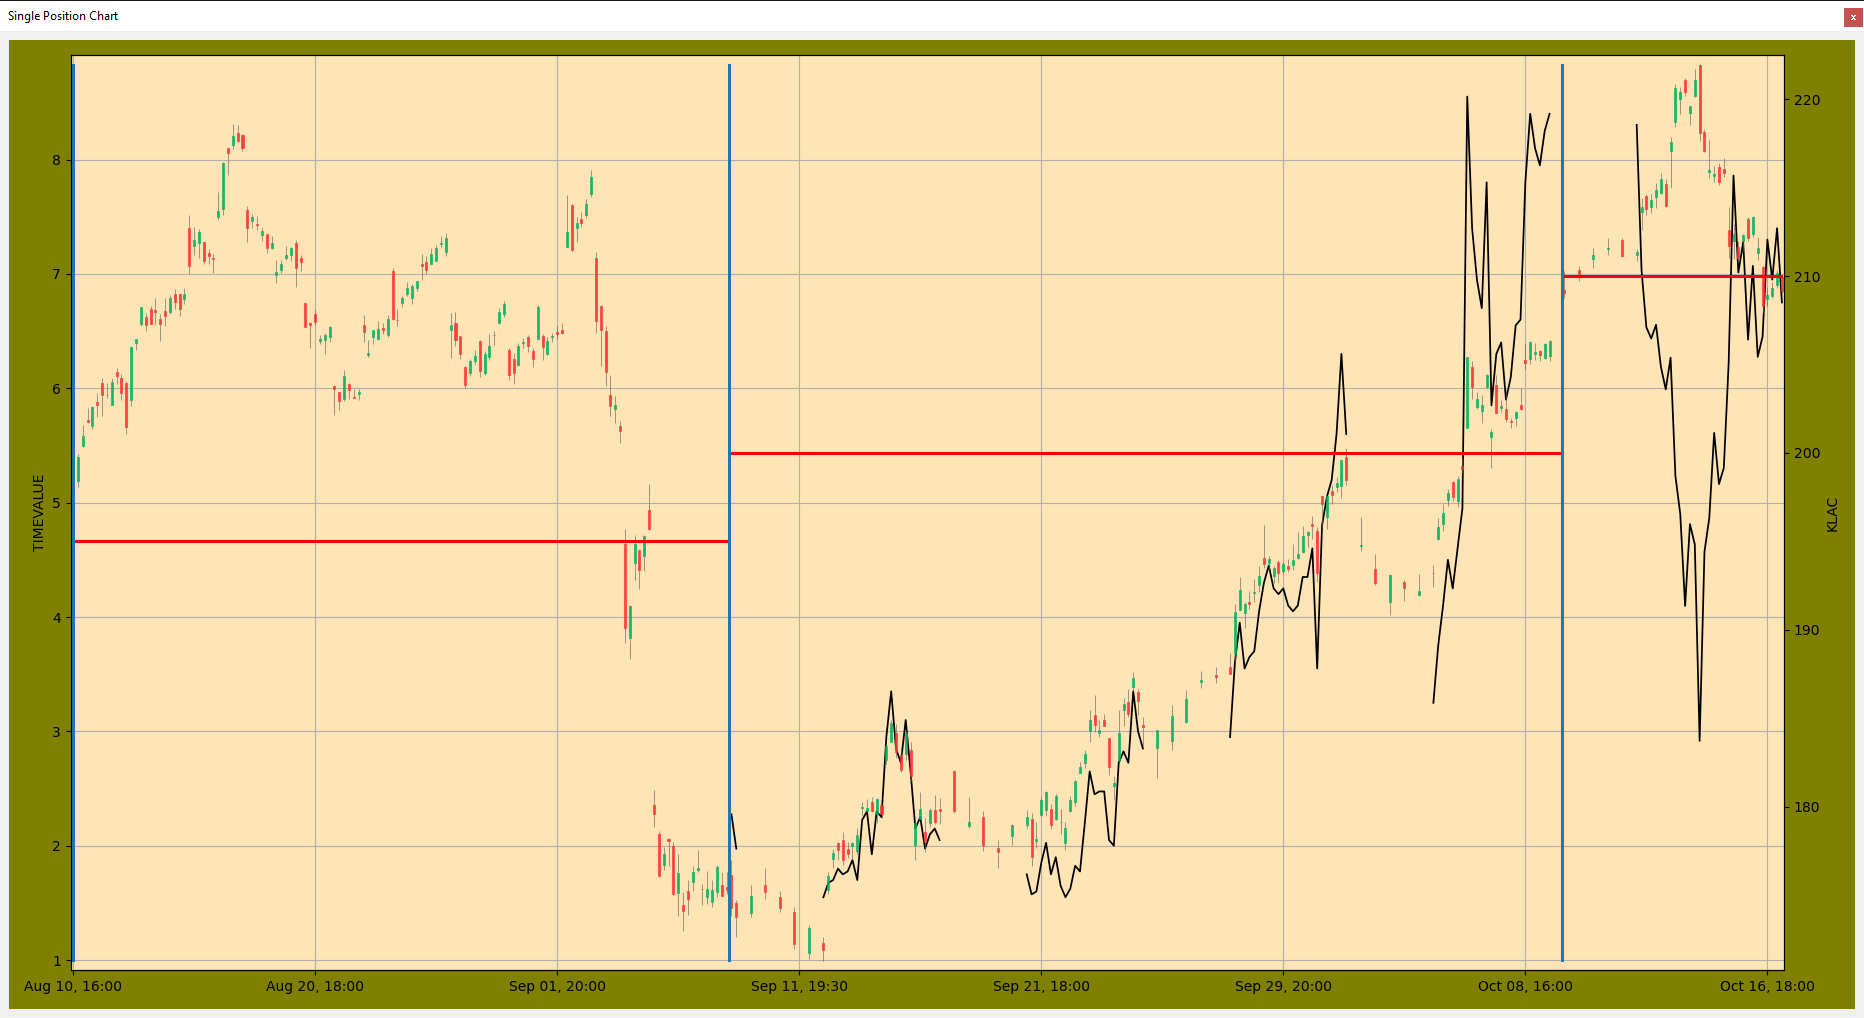 Single Position Chart
x
8
7
6
5
4
3
2
1
TIMEVALUE
220
210
200
190
180
KLAC
Aug 10, 16:00
Aug 20, 18:00
Sep 01, 20:00
Sep 11, 19:30
Sep 21, 18:00
Sep 29, 20:00
Oct 08, 16:00
Oct 16, 18:00